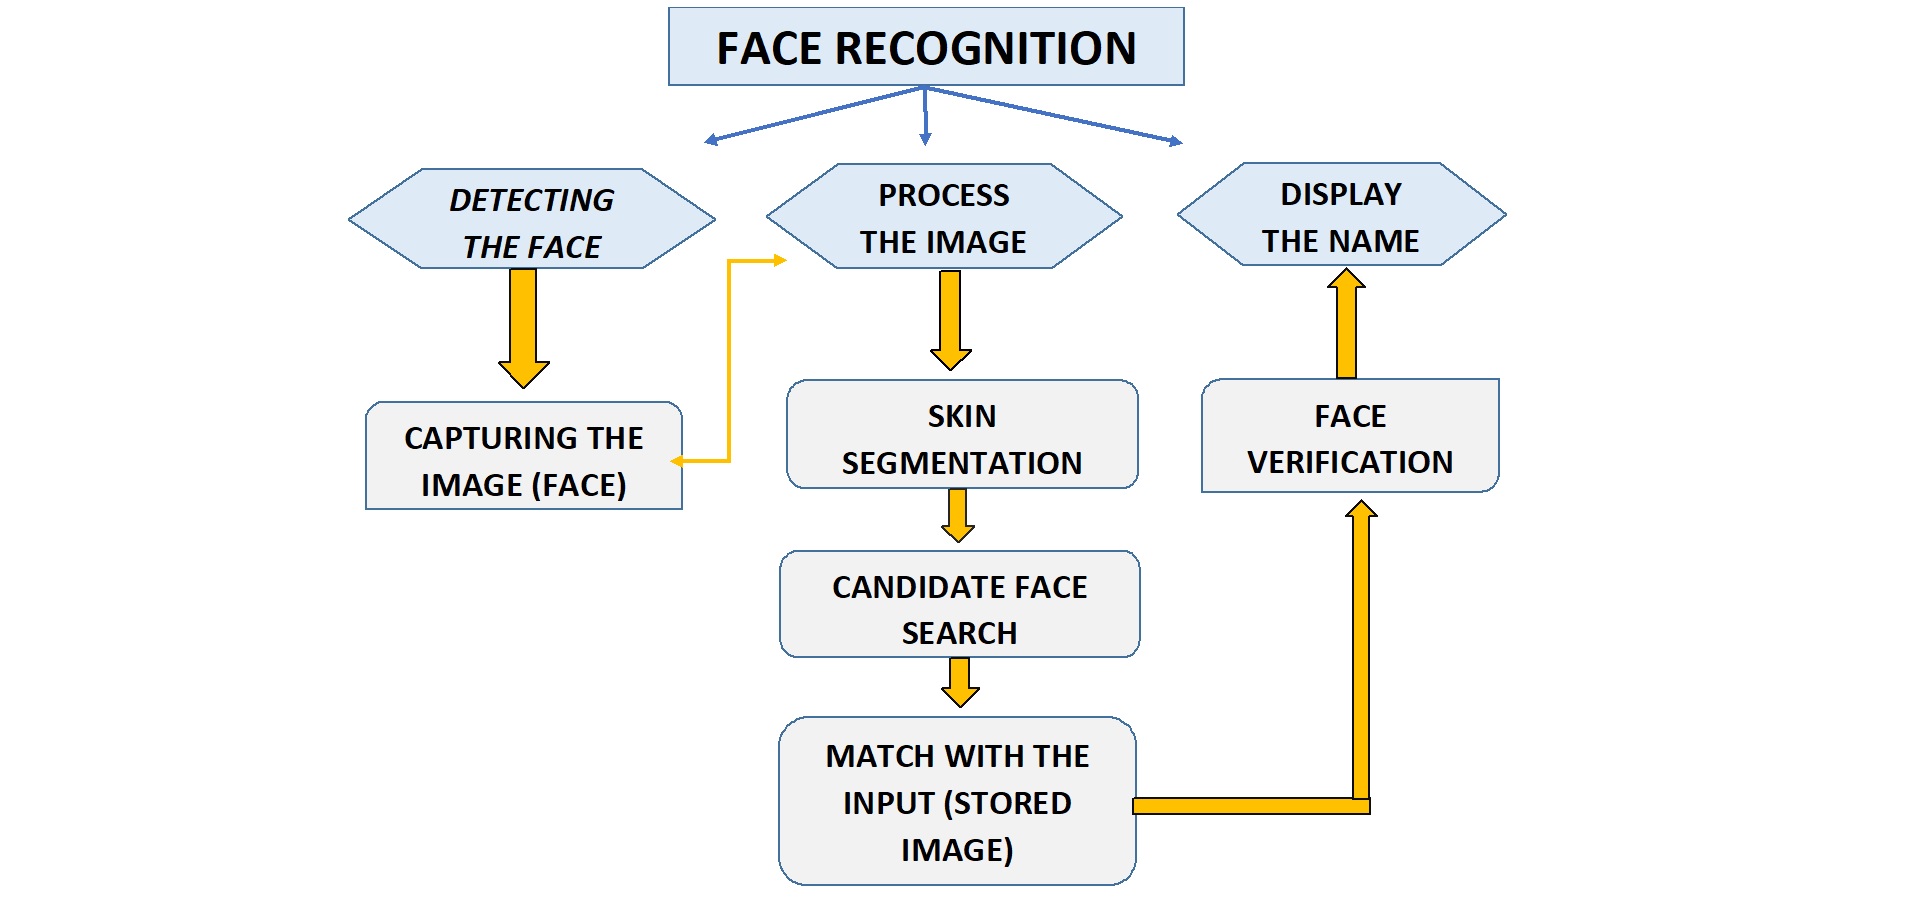 FACE RECOGNITION
DETECTING
THE FACE
PROCESS
THE IMAGE
DISPLAY
THE NAME
CAPTURING THE
IMAGE (FACE)
SKIN
SEGMENTATION
FACE
VERIFICATION
CANDIDATE FACE
SEARCH
MATCH WITH THE
INPUT (STORED
IMAGE)